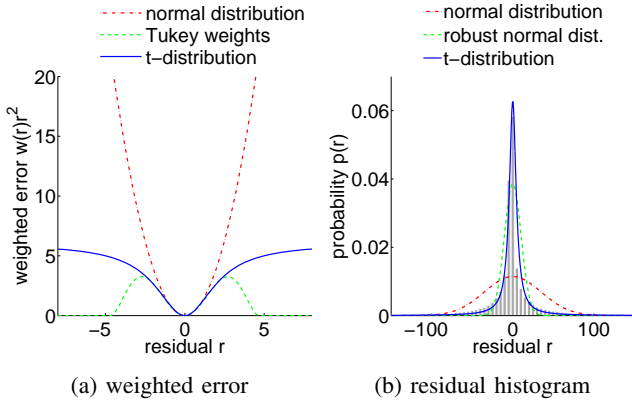 normal distribution
Tukey weights
t-distribution
20
15
10
5
0
weighted error w(r)r²
−5 0 5
residual r
(a) weighted error
normal distribution
robust normal dist.
t-distribution
0.06
0.04
0.02
0
probability p(r)
−100 0 100
residual r
(b) residual histogram